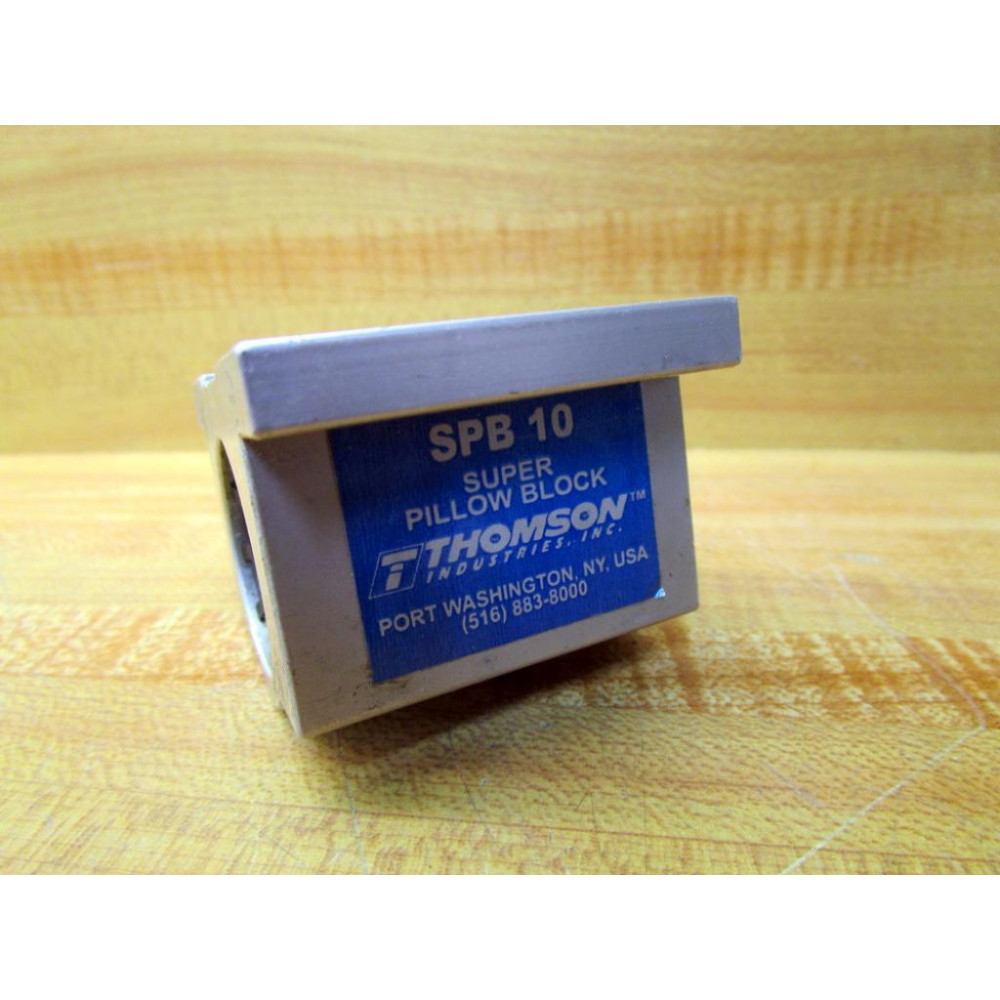 SPB 10
SUPER
PILLOW BLOCK
THOMSON™
INDUSTRIES, INC.
PORT WASHINGTON, NY, USA
(516) 883-8000